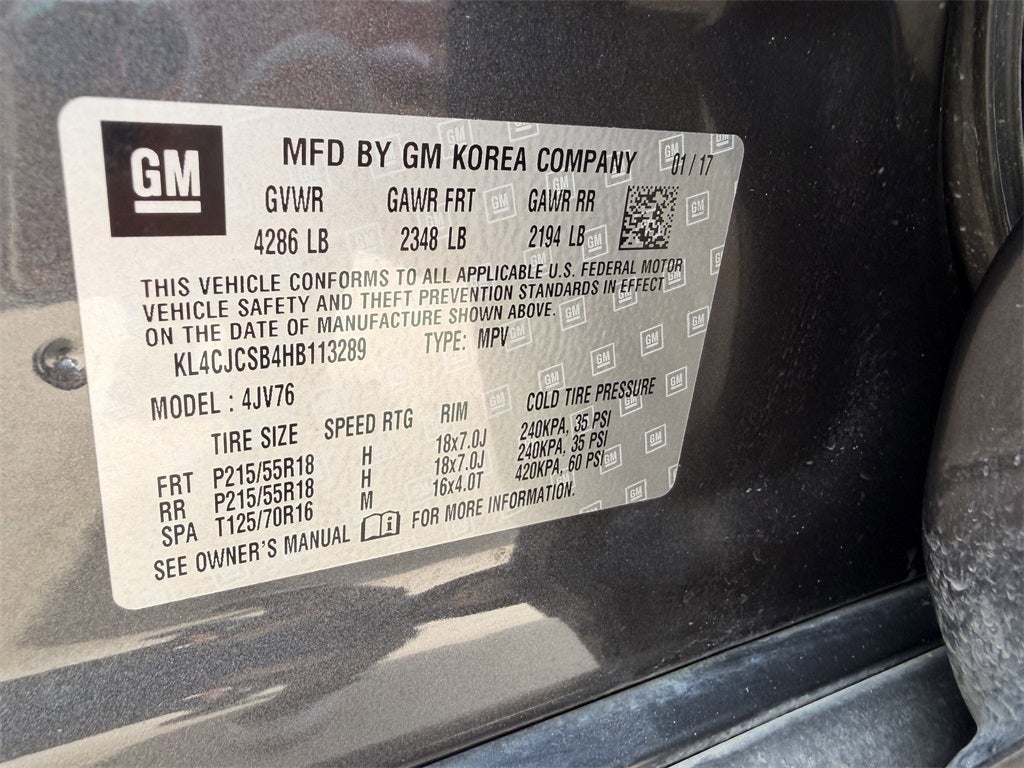 GM
MFD BY GM KOREA COMPANY 01/17
GVWR GAWR FRT GAWR RR
4286 LB 2348 LB 2194 LB
THIS VEHICLE CONFORMS TO ALL APPLICABLE U.S. FEDERAL MOTOR
VEHICLE SAFETY AND THEFT PREVENTION STANDARDS IN EFFECT
ON THE DATE OF MANUFACTURE SHOWN ABOVE.
KL4CJCSB4HB113289 TYPE: MPV
MODEL : 4JV76
TIRE SIZE SPEED RTG RIM COLD TIRE PRESSURE
FRT P215/55R18 H 18x7.0J 240KPA, 35 PSI
RR P215/55R18 H 18x7.0J 240KPA, 35 PSI
SPA T125/70R16 M 16x4.0T 420KPA, 60 PSI
SEE OWNER'S MANUAL FOR MORE INFORMATION.